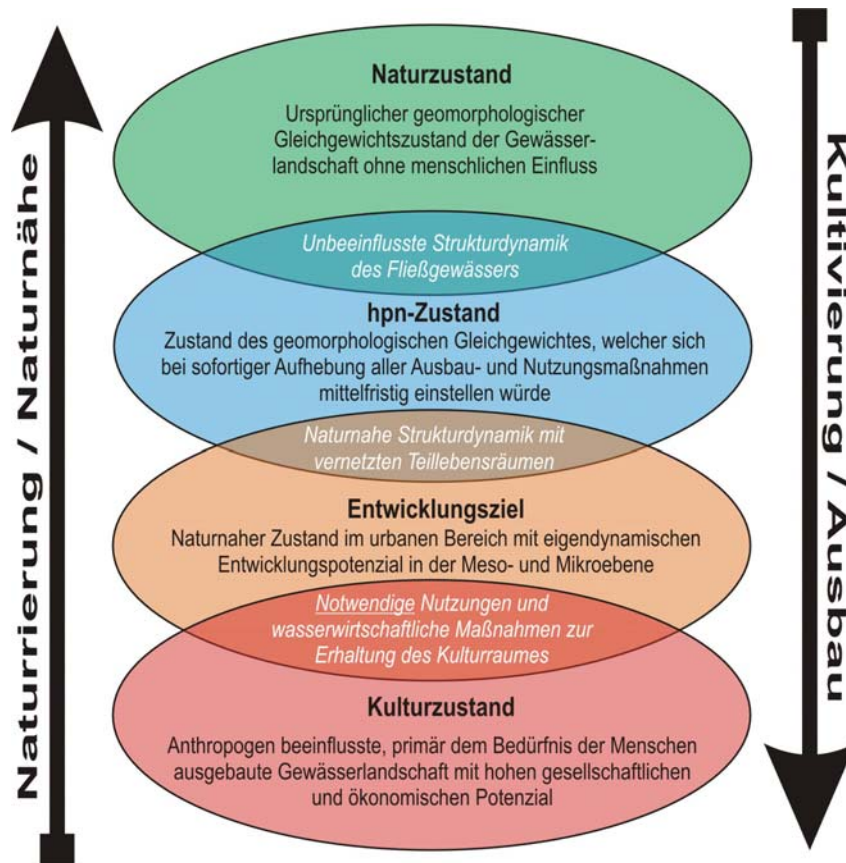 Naturrierung / Naturnähe
Naturzustand
Ursprünglicher geomorphologischer
Gleichgewichtszustand der Gewässer-
landschaft ohne menschlichen Einfluss
Unbeeinflusste Strukturdynamik
des Fließgewässers
hpn-Zustand
Zustand des geomorphologischen Gleichgewichtes, welcher sich
bei sofortiger Aufhebung aller Ausbau- und Nutzungsmaßnahmen
mittelfristig einstellen würde
Naturnahe Strukturdynamik mit
vernetzten Teillebensräumen
Entwicklungsziel
Naturnaher Zustand im urbanen Bereich mit eigendynamischen
Entwicklungspotenzial in der Meso- und Mikroebene
Notwendige Nutzungen und
wasserwirtschaftliche Maßnahmen zur
Erhaltung des Kulturraumes
Kulturzustand
Anthropogen beeinflusste, primär dem Bedürfnis der Menschen
ausgebaute Gewässerlandschaft mit hohen gesellschaftlichen
und ökonomischen Potenzial
Kultivierung / Ausbau